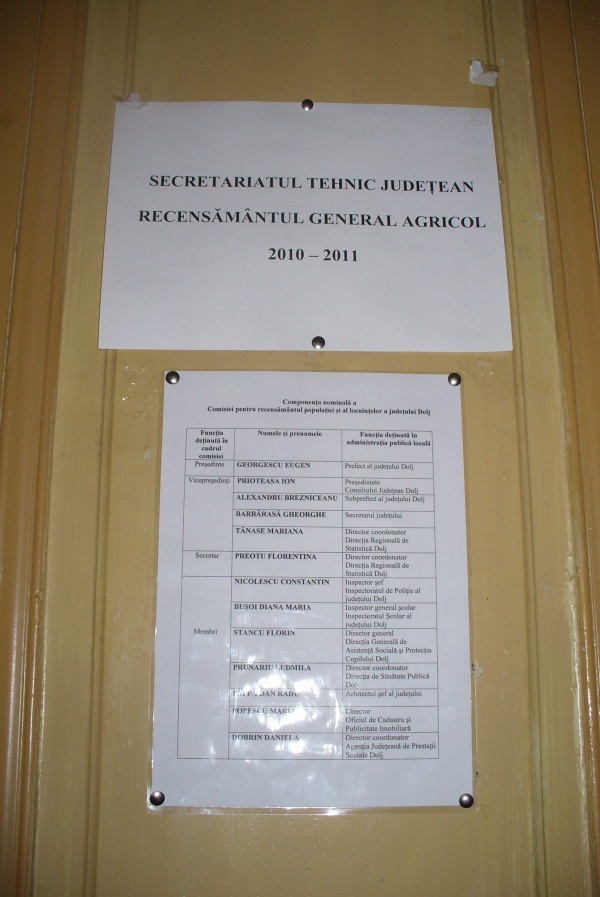 SECRETARIATUL TEHNIC JUDEȚEAN
RECENSĂMÂNTUL GENERAL AGRICOL
2010 – 2011
Componența nominală a
Comisiei pentru recensământul populației și al locuințelor a județului Dolj
Funcția deținută în cadrul comisiei
Numele și prenumele
Funcția deținută în administrația publică locală
Președinte
GEORGESCU EUGEN
Prefect al județului Dolj
Vicepreședinți
PRIOTEASA ION
Președintele
Consiliului Județean Dolj
ALEXANDRU BREZNICEANU
Subprefect al județului Dolj
BARBĂRASĂ GHEORGHE
Secretarul județului
TĂNASE MARIANA
Director coordonator
Direcția Regională de
Statistică Dolj
Secretar
PREOTU FLORENTINA
Director coordonator
Direcția Regională de
Statistică Dolj
Membri
NICOLESCU CONSTANTIN
Inspector șef
Inspectoratul de Poliție al
județului Dolj
BUȘOI DIANA MARIA
Inspector general școlar
Inspectoratul Școlar al
județului Dolj
STANCU FLORIN
Director general
Direcția Generală de
Asistență Socială și Protecția
Copilului Dolj
PRUNARIU LUDMILA
Director coordonator
Direcția de Sănătate Publică
Dolj
DAN RADU
Arhitectul șef al județului
POPESCU
Director
Oficiul de Cadastru și
Publicitate Imobiliară
DOBRIN DANIELA
Director coordonator
Agenția Județeană de Prestații
Sociale Dolj